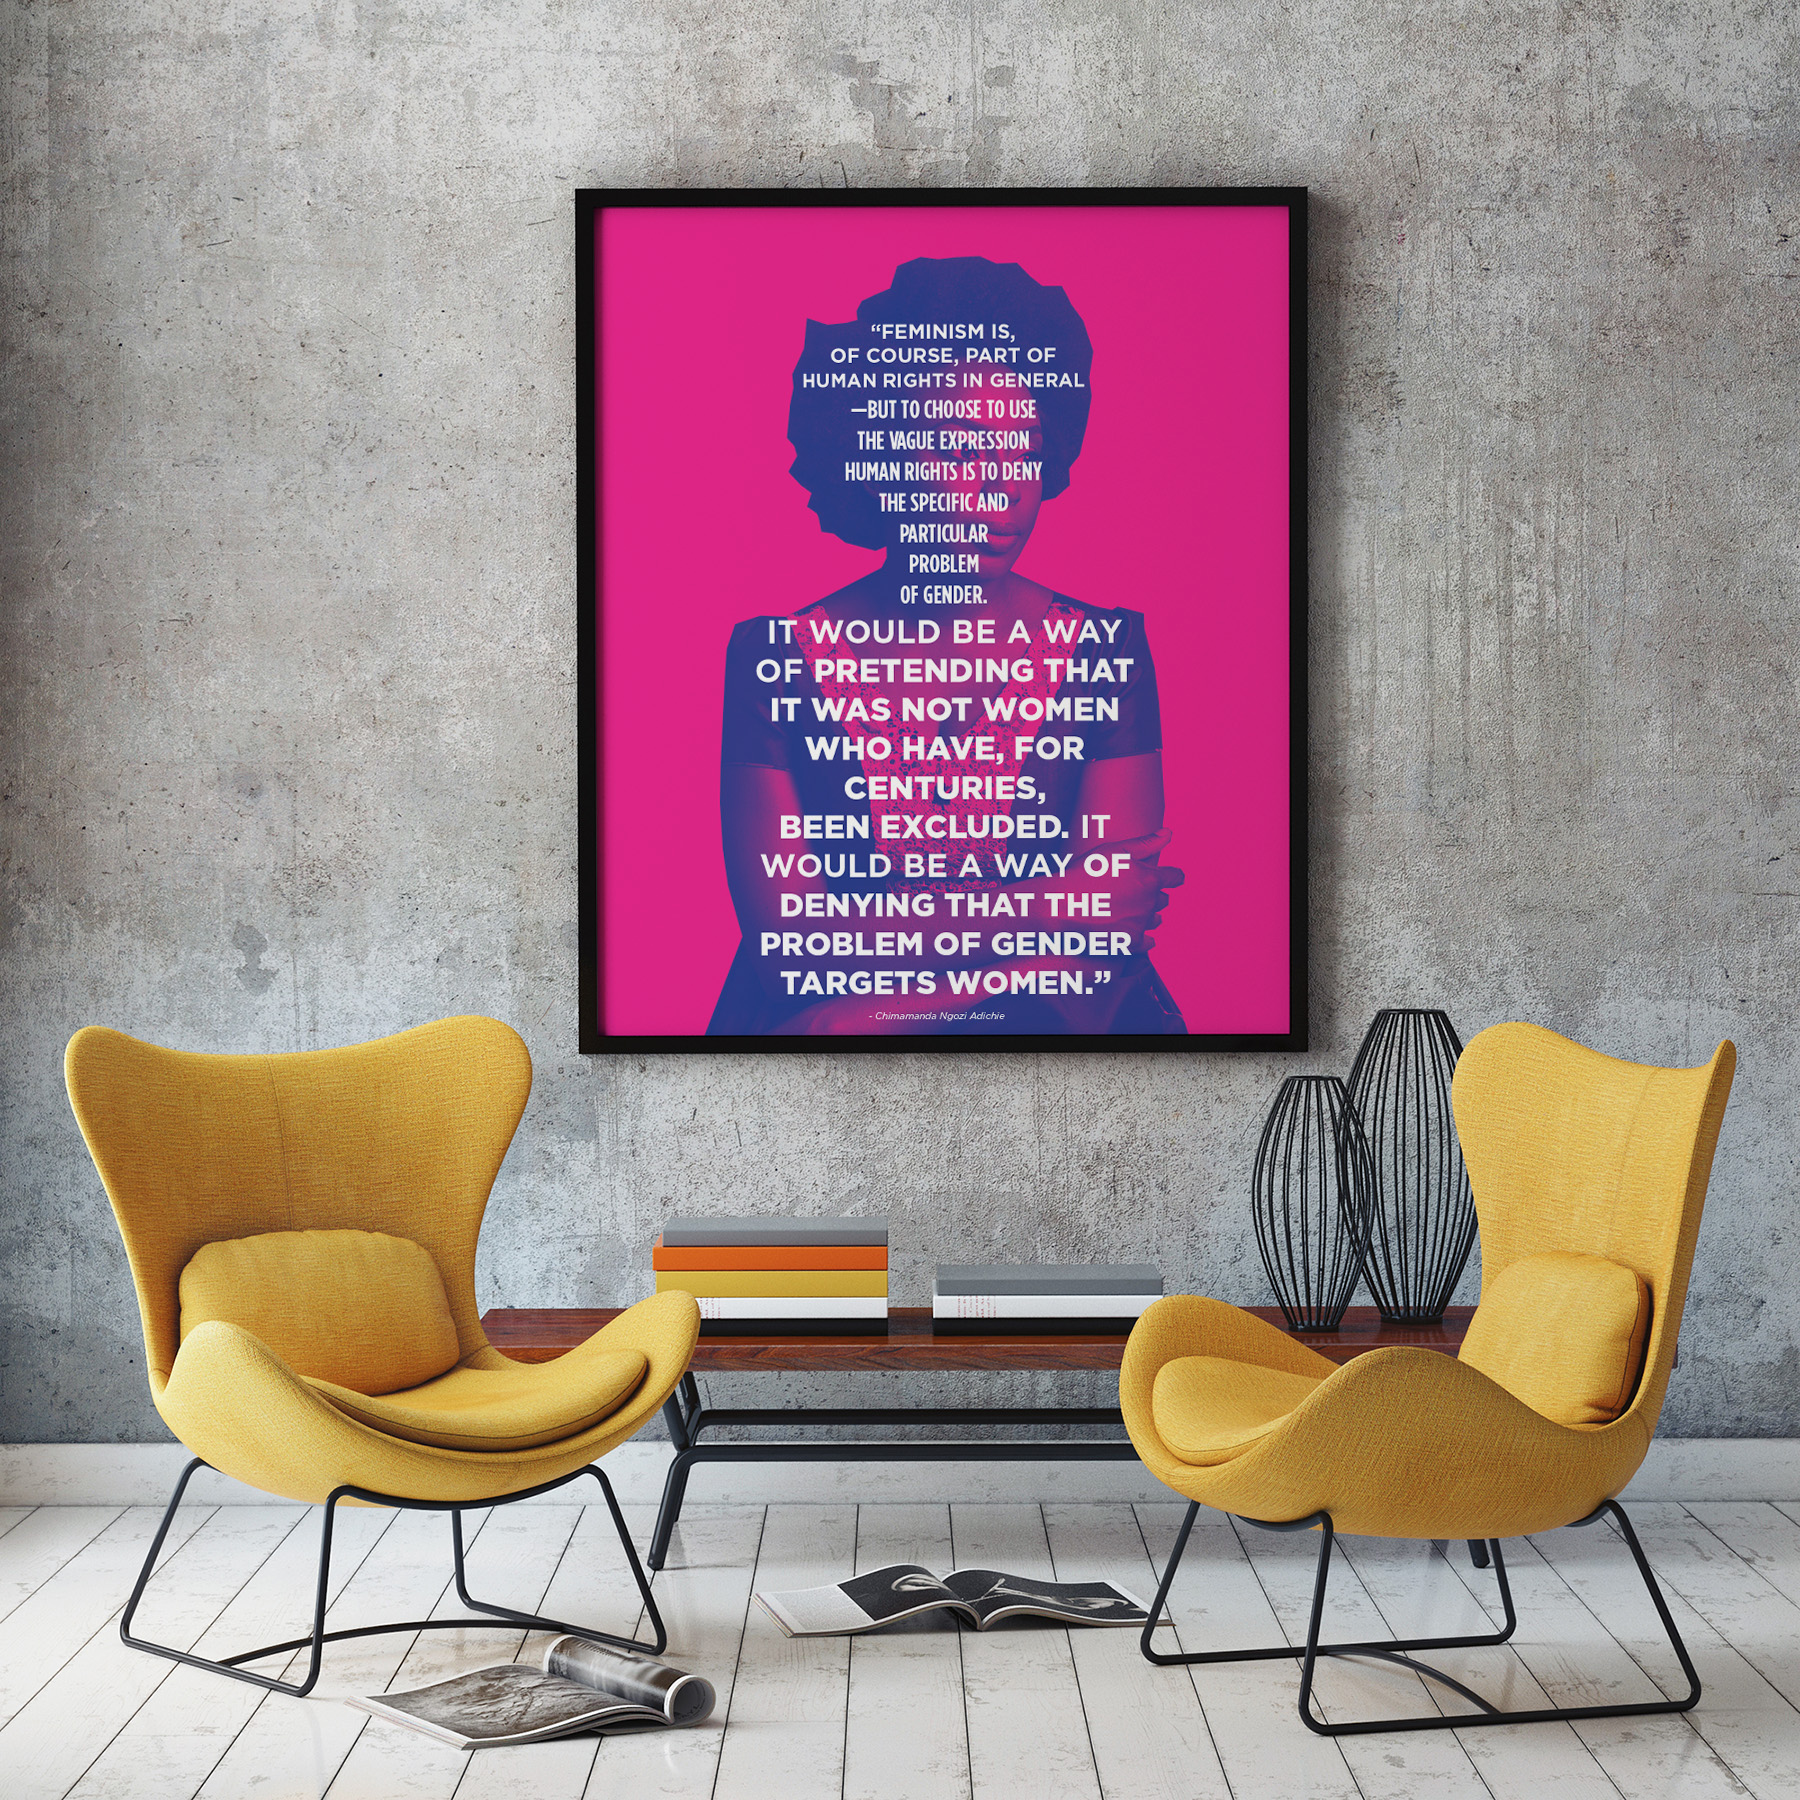 “FEMINISM IS,
OF COURSE, PART OF
HUMAN RIGHTS IN GENERAL
—BUT TO CHOOSE TO USE
THE VAGUE EXPRESSION
HUMAN RIGHTS IS TO DENY
THE SPECIFIC AND
PARTICULAR
PROBLEM
OF GENDER.
IT WOULD BE A WAY
OF PRETENDING THAT
IT WAS NOT WOMEN
WHO HAVE, FOR
CENTURIES,
BEEN EXCLUDED. IT
WOULD BE A WAY OF
DENYING THAT THE
PROBLEM OF GENDER
TARGETS WOMEN.”
- Chimamanda Ngozi Adichie